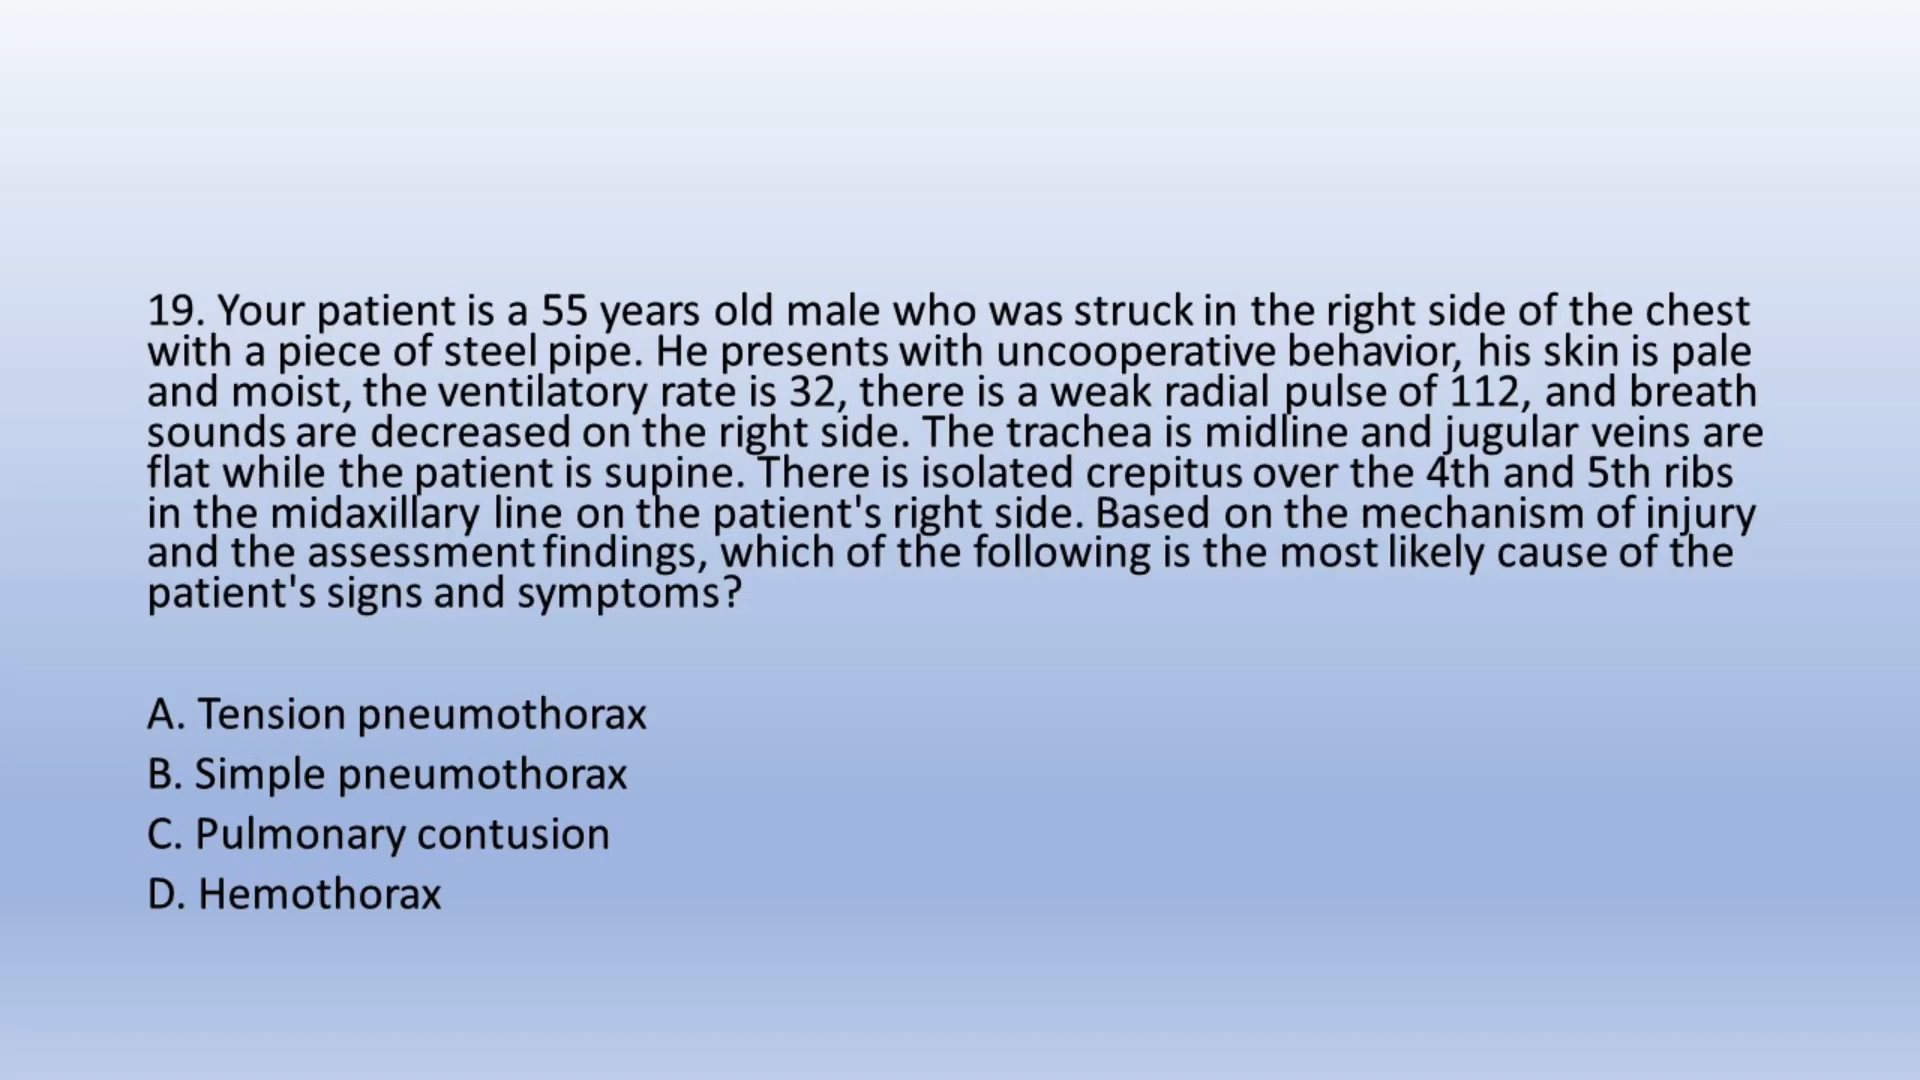 19. Your patient is a 55 years old male who was struck in the right side of the chest
with a piece of steel pipe. He presents with uncooperative behavior, his skin is pale
and moist, the ventilatory rate is 32, there is a weak radial pulse of 112, and breath
sounds are decreased on the right side. The trachea is midline and jugular veins are
flat while the patient is supine. There is isolated crepitus over the 4th and 5th ribs
in the midaxillary line on the patient's right side. Based on the mechanism of injury
and the assessment findings, which of the following is the most likely cause of the
patient's signs and symptoms?
A. Tension pneumothorax
B. Simple pneumothorax
C. Pulmonary contusion
D. Hemothorax